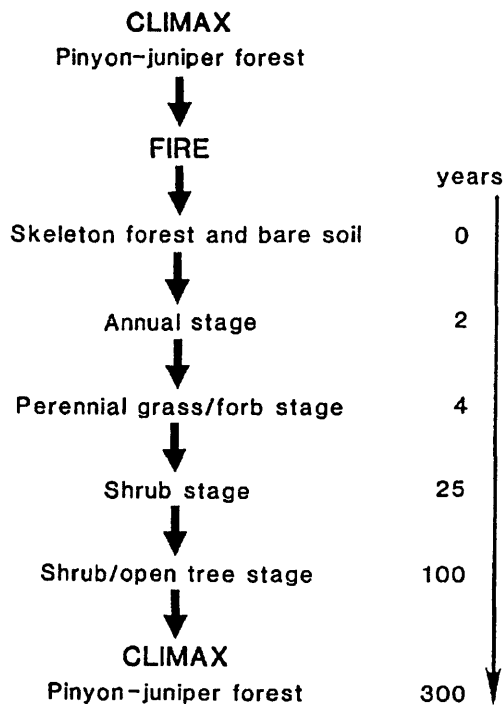 CLIMAX
Pinyon-juniper forest
FIRE
years
Skeleton forest and bare soil 0
Annual stage 2
Perennial grass/forb stage 4
Shrub stage 25
Shrub/open tree stage 100
CLIMAX
Pinyon-juniper forest 300